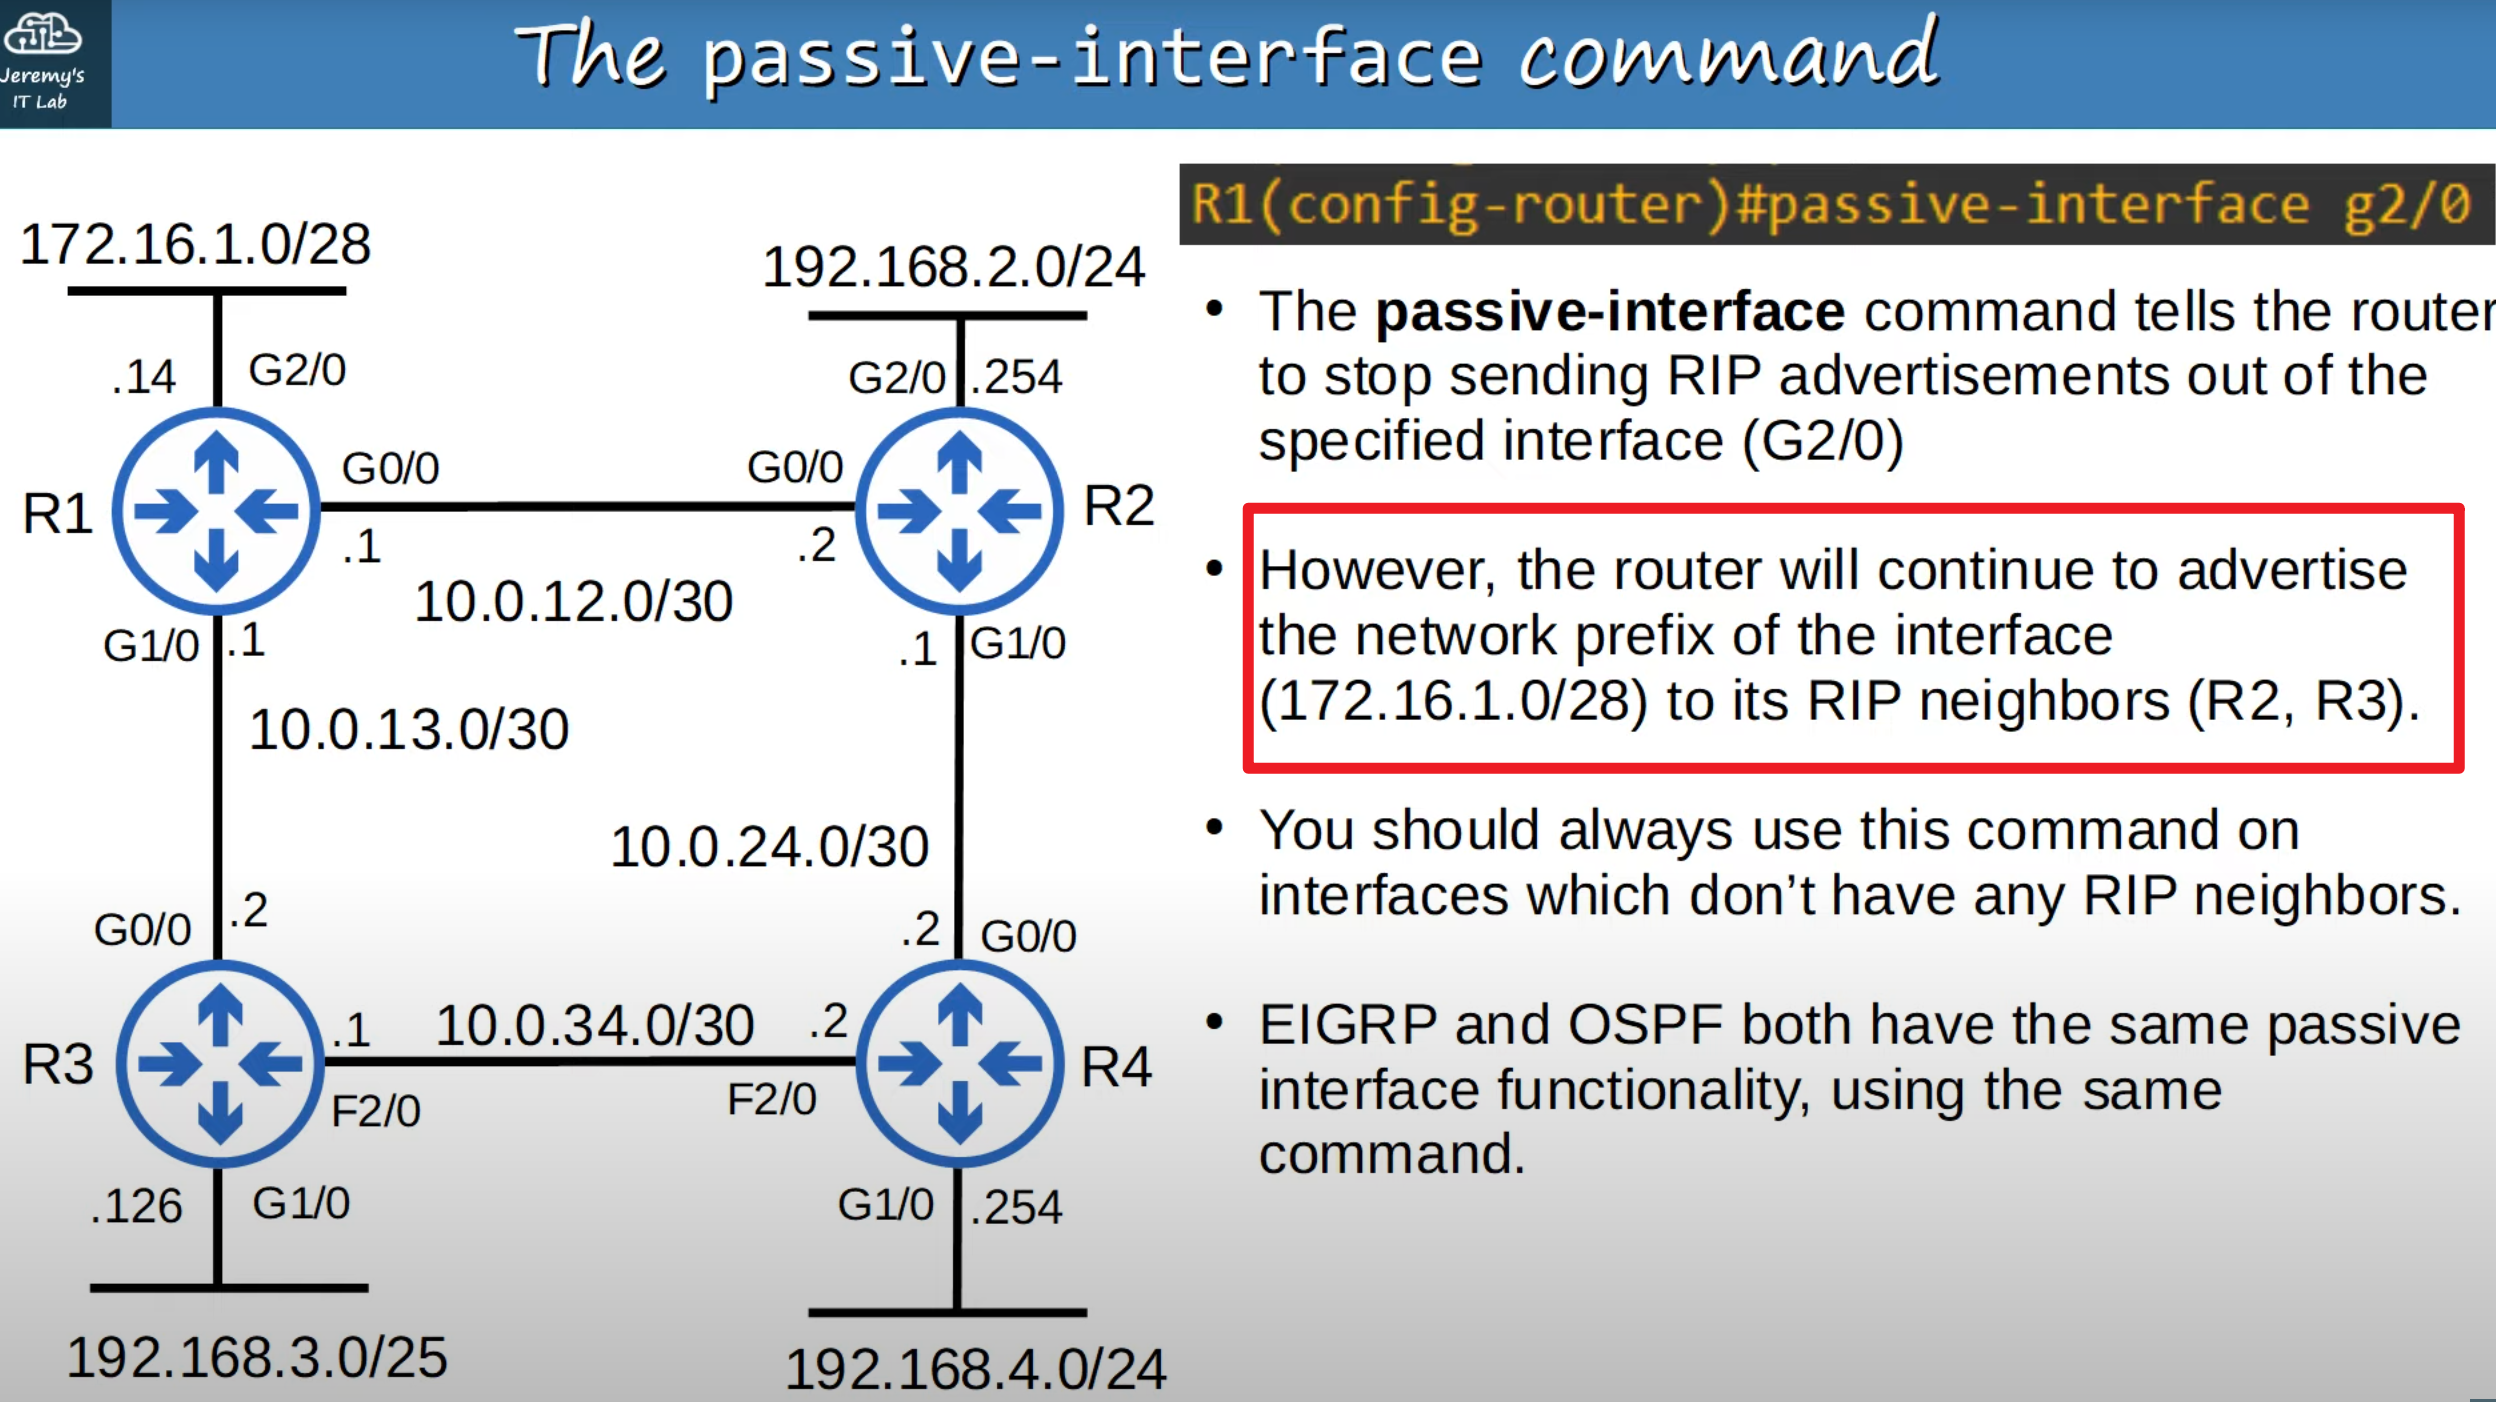 Jeremy's
IT Lab
The passive-interface command
R1(config-router)#passive-interface g2/0
172.16.1.0/28
192.168.2.0/24
.14
G2/0
G2/0
.254
G0/0
G0/0
R1
R2
.1
.2
10.0.12.0/30
G1/0
.1
.1
G1/0
10.0.13.0/30
10.0.24.0/30
G0/0
.2
.2
G0/0
.1
10.0.34.0/30
.2
R3
R4
F2/0
F2/0
.126
G1/0
G1/0
.254
192.168.3.0/25
192.168.4.0/24
• The passive-interface command tells the router
to stop sending RIP advertisements out of the
specified interface (G2/0)
• However, the router will continue to advertise
the network prefix of the interface
(172.16.1.0/28) to its RIP neighbors (R2, R3).
• You should always use this command on
interfaces which don’t have any RIP neighbors.
• EIGRP and OSPF both have the same passive
interface functionality, using the same
command.